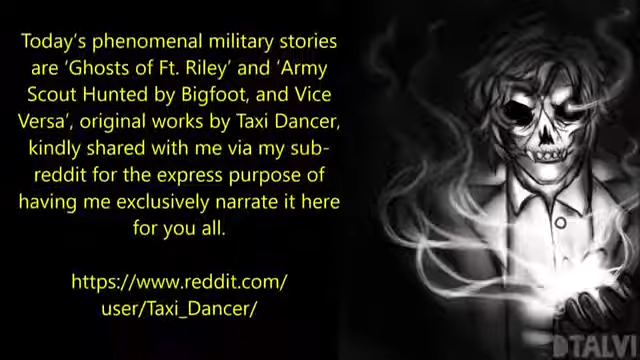 Today's phenomenal military stories
are 'Ghosts of Ft. Riley' and 'Army
Scout Hunted by Bigfoot, and Vice
Versa', original works by Taxi Dancer,
kindly shared with me via my sub-
reddit for the express purpose of
having me exclusively narrate it here
for you all.
https://www.reddit.com/
user/Taxi_Dancer/
DTALVI